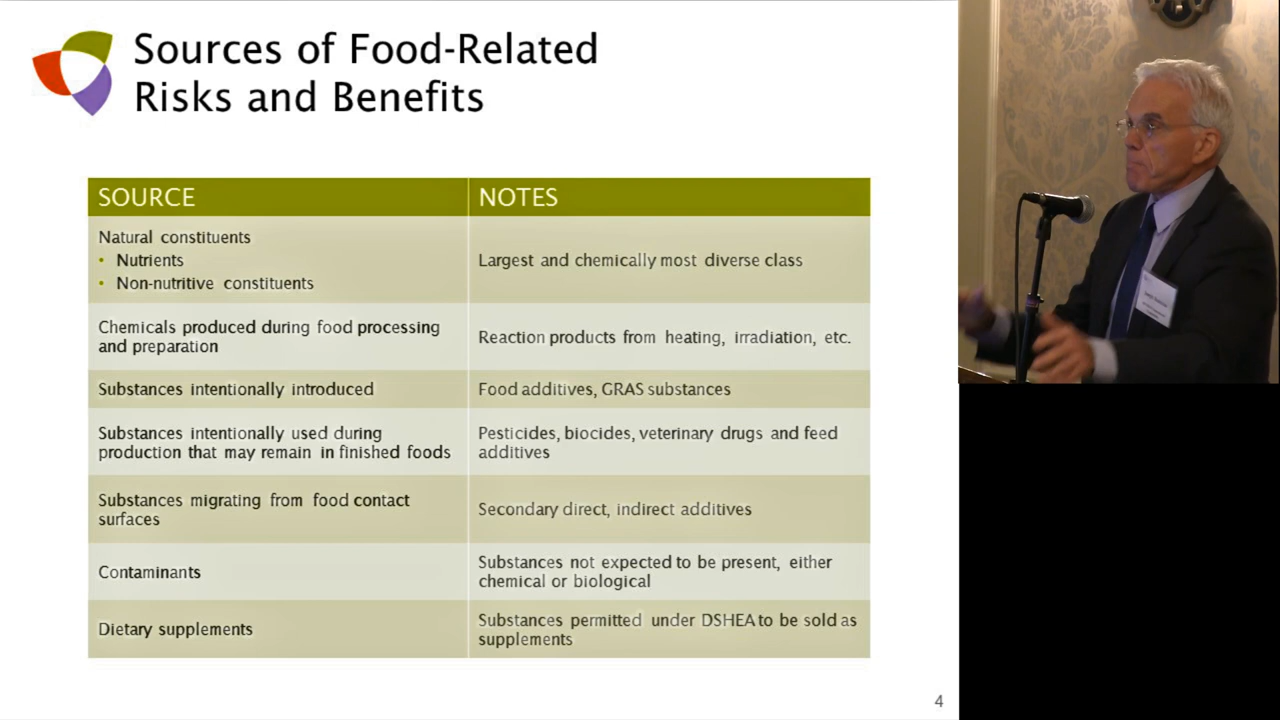 Sources of Food-Related
Risks and Benefits
SOURCE
NOTES
Natural constituents
• Nutrients
• Non-nutritive constituents
Largest and chemically most diverse class
Chemicals produced during food processing
and preparation
Reaction products from heating, irradiation, etc.
Substances intentionally introduced
Food additives, GRAS substances
Substances intentionally used during
production that may remain in finished foods
Pesticides, biocides, veterinary drugs and feed
additives
Substances migrating from food contact
surfaces
Secondary direct, indirect additives
Contaminants
Substances not expected to be present, either
chemical or biological
Dietary supplements
Substances permitted under DSHEA to be sold as
supplements
4